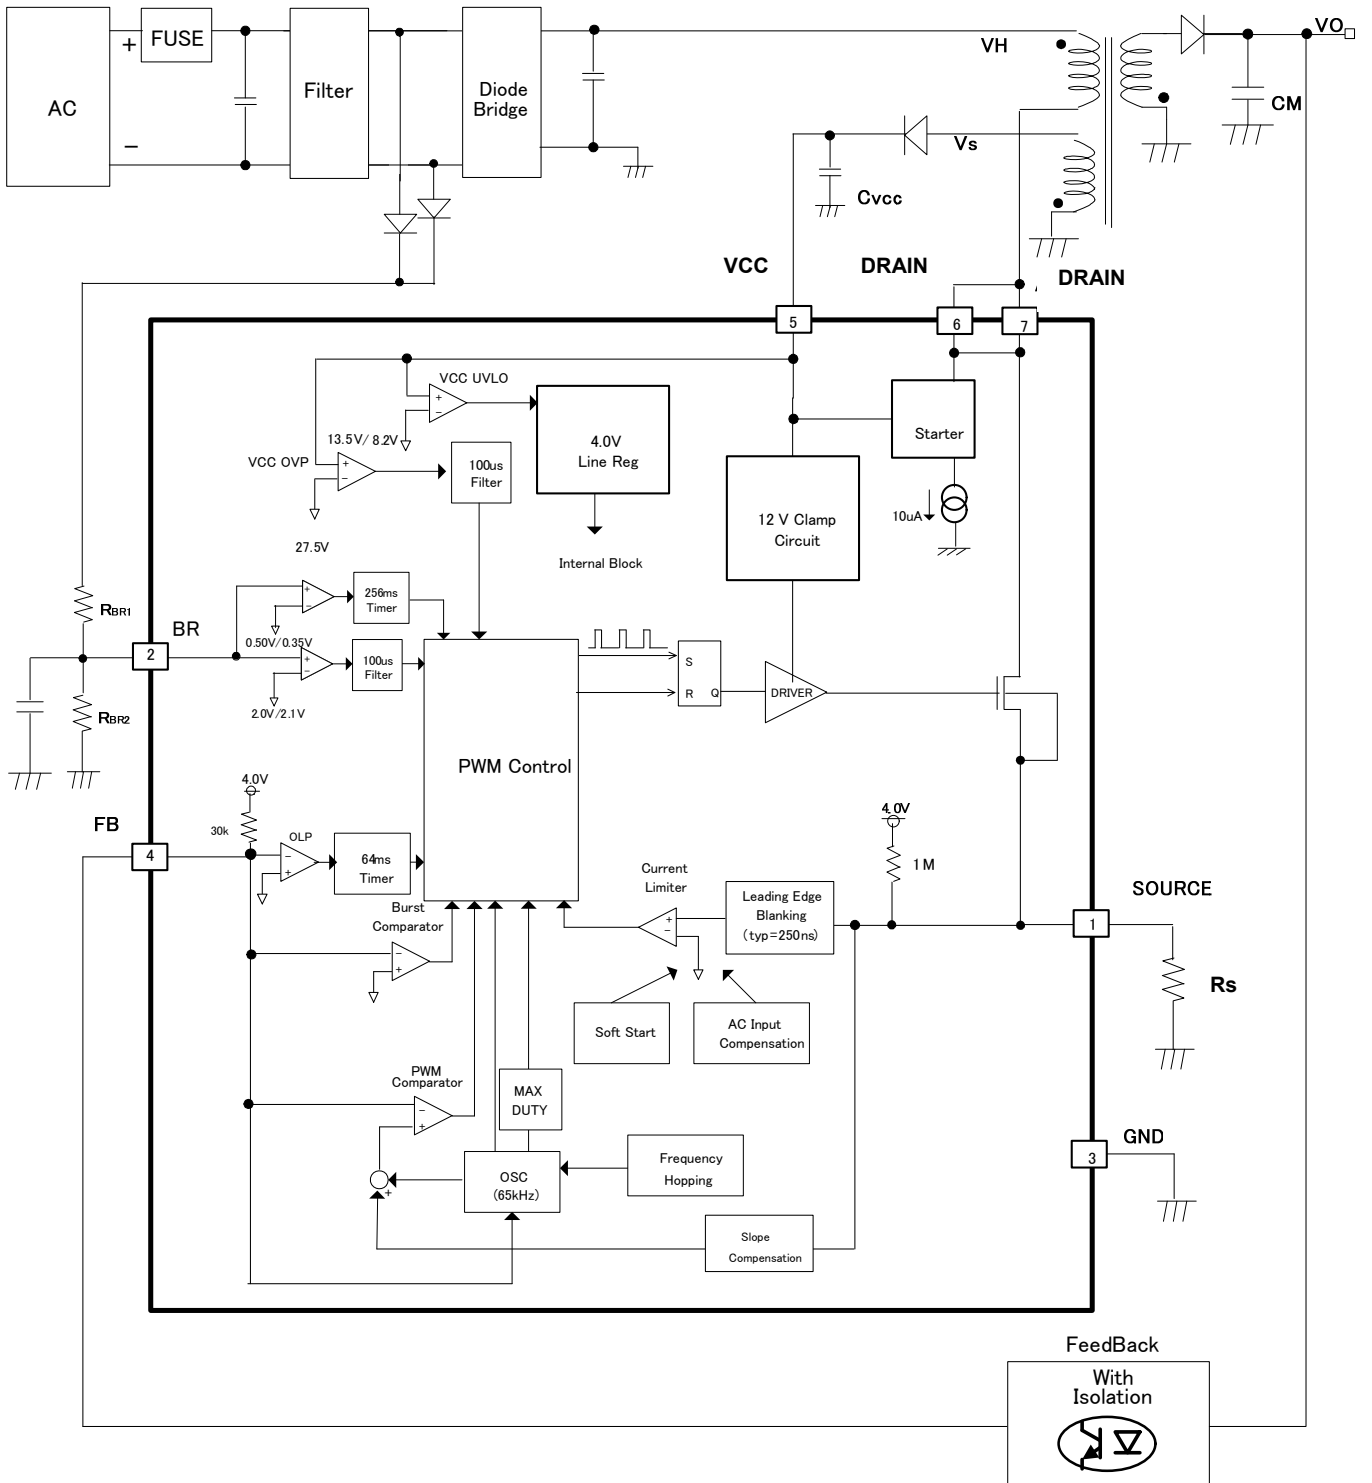 VO
FUSE
+
VH
AC
Filter
Diode
Bridge
CM
−
Vs
Cvcc
VCC
DRAIN
DRAIN
5
6
7
VCC UVLO
+
−
13.5V/ 8.2V
4.0V
Line Reg
Starter
VCC OVP
+
−
100us
Filter
12 V Clamp
Circuit
10uA
27.5V
Internal Block
RBR1
+
−
256ms
Timer
BR
2
0.50V/0.35V
+
−
100us
Filter
S
R
Q
DRIVER
RBR2
2.0V/2.1V
PWM Control
4.0V
FB
30k
OLP
4.0V
4
−
+
64ms
Timer
1 M
Current
Limiter
SOURCE
Burst
Comparator
+
−
Leading Edge
Blanking
(typ=250ns)
1
−
+
Rs
Soft Start
AC Input
Compensation
PWM
Comparator
MAX
DUTY
−
+
GND
3
Frequency
Hopping
OSC
(65kHz)
+
Slope
Compensation
FeedBack
With
Isolation